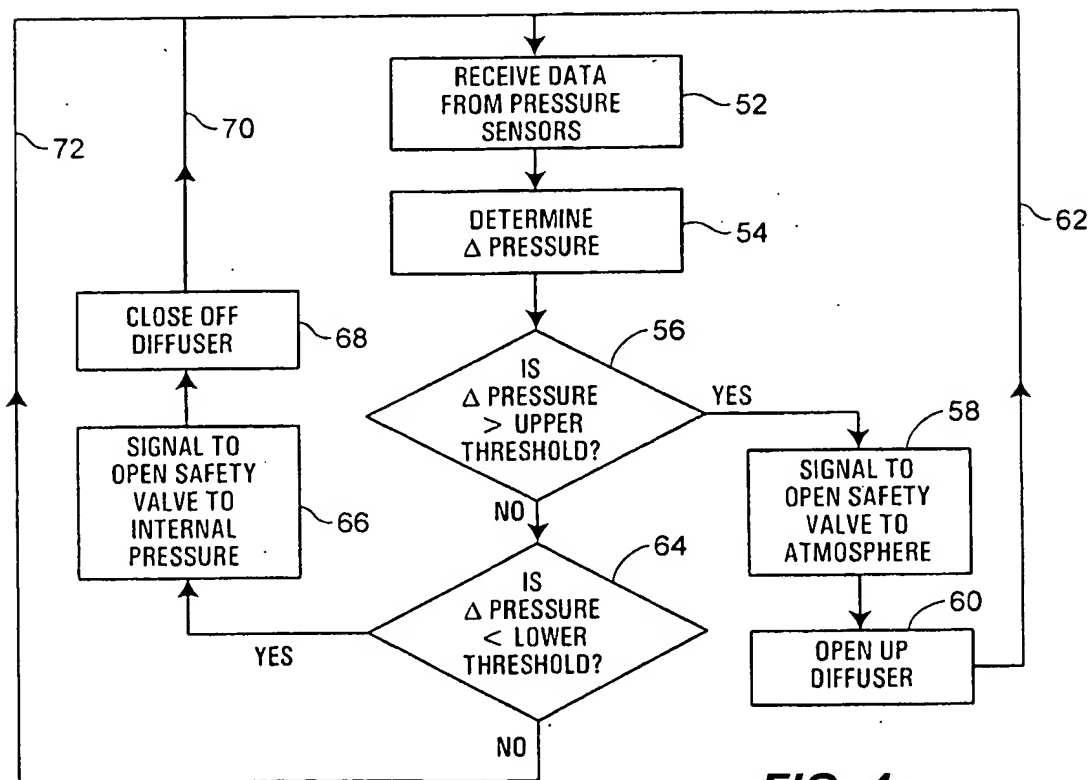 RECEIVE DATA
FROM PRESSURE
SENSORS
52
70
72
DETERMINE
Δ PRESSURE
54
62
CLOSE OFF
DIFFUSER
68
IS
Δ PRESSURE
> UPPER
THRESHOLD?
56
YES
NO
SIGNAL TO
OPEN SAFETY
VALVE TO
ATMOSPHERE
58
SIGNAL TO
OPEN SAFETY
VALVE TO
INTERNAL
PRESSURE
66
IS
Δ PRESSURE
< LOWER
THRESHOLD?
64
YES
NO
OPEN UP
DIFFUSER
60